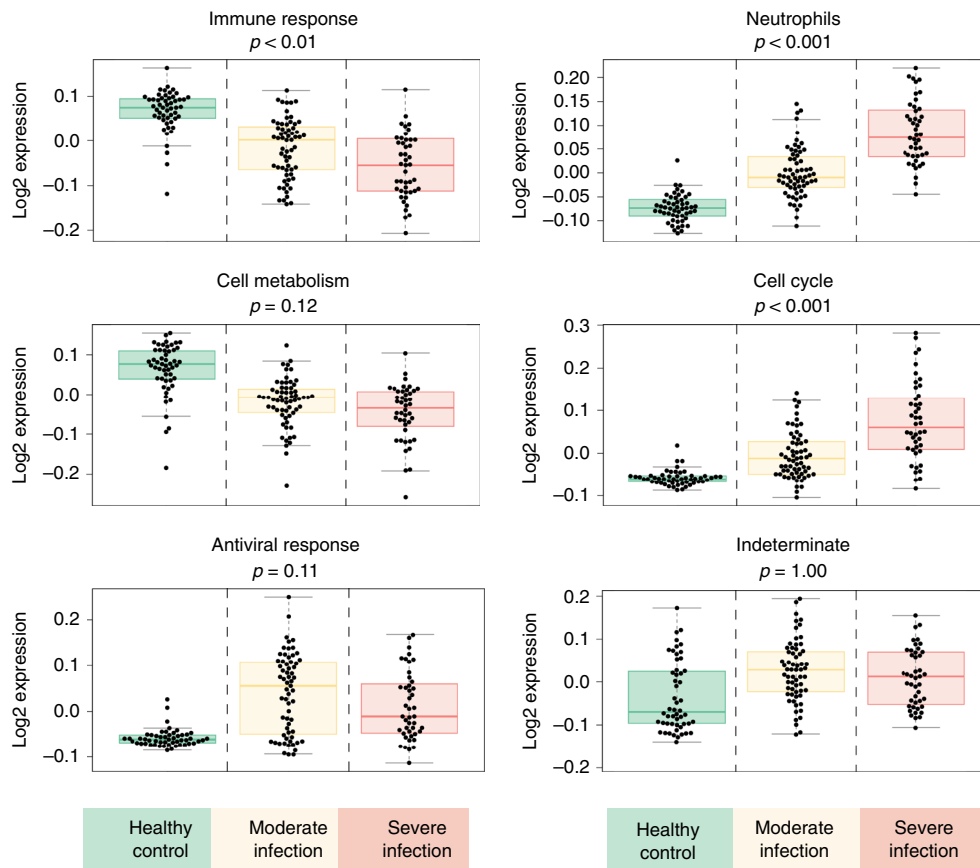 Immune response
p < 0.01
Log2 expression
0.1
0.0
–0.1
–0.2
Neutrophils
p < 0.001
Log2 expression
0.20
0.15
0.10
0.05
0.00
–0.05
–0.10
Cell metabolism
p = 0.12
Log2 expression
0.1
0.0
–0.1
–0.2
Cell cycle
p < 0.001
Log2 expression
0.3
0.2
0.1
0.0
–0.1
Antiviral response
p = 0.11
Log2 expression
0.2
0.1
0.0
–0.1
Indeterminate
p = 1.00
Log2 expression
0.2
0.1
0.0
–0.1
–0.2
Healthy
control
Moderate
infection
Severe
infection
Healthy
control
Moderate
infection
Severe
infection